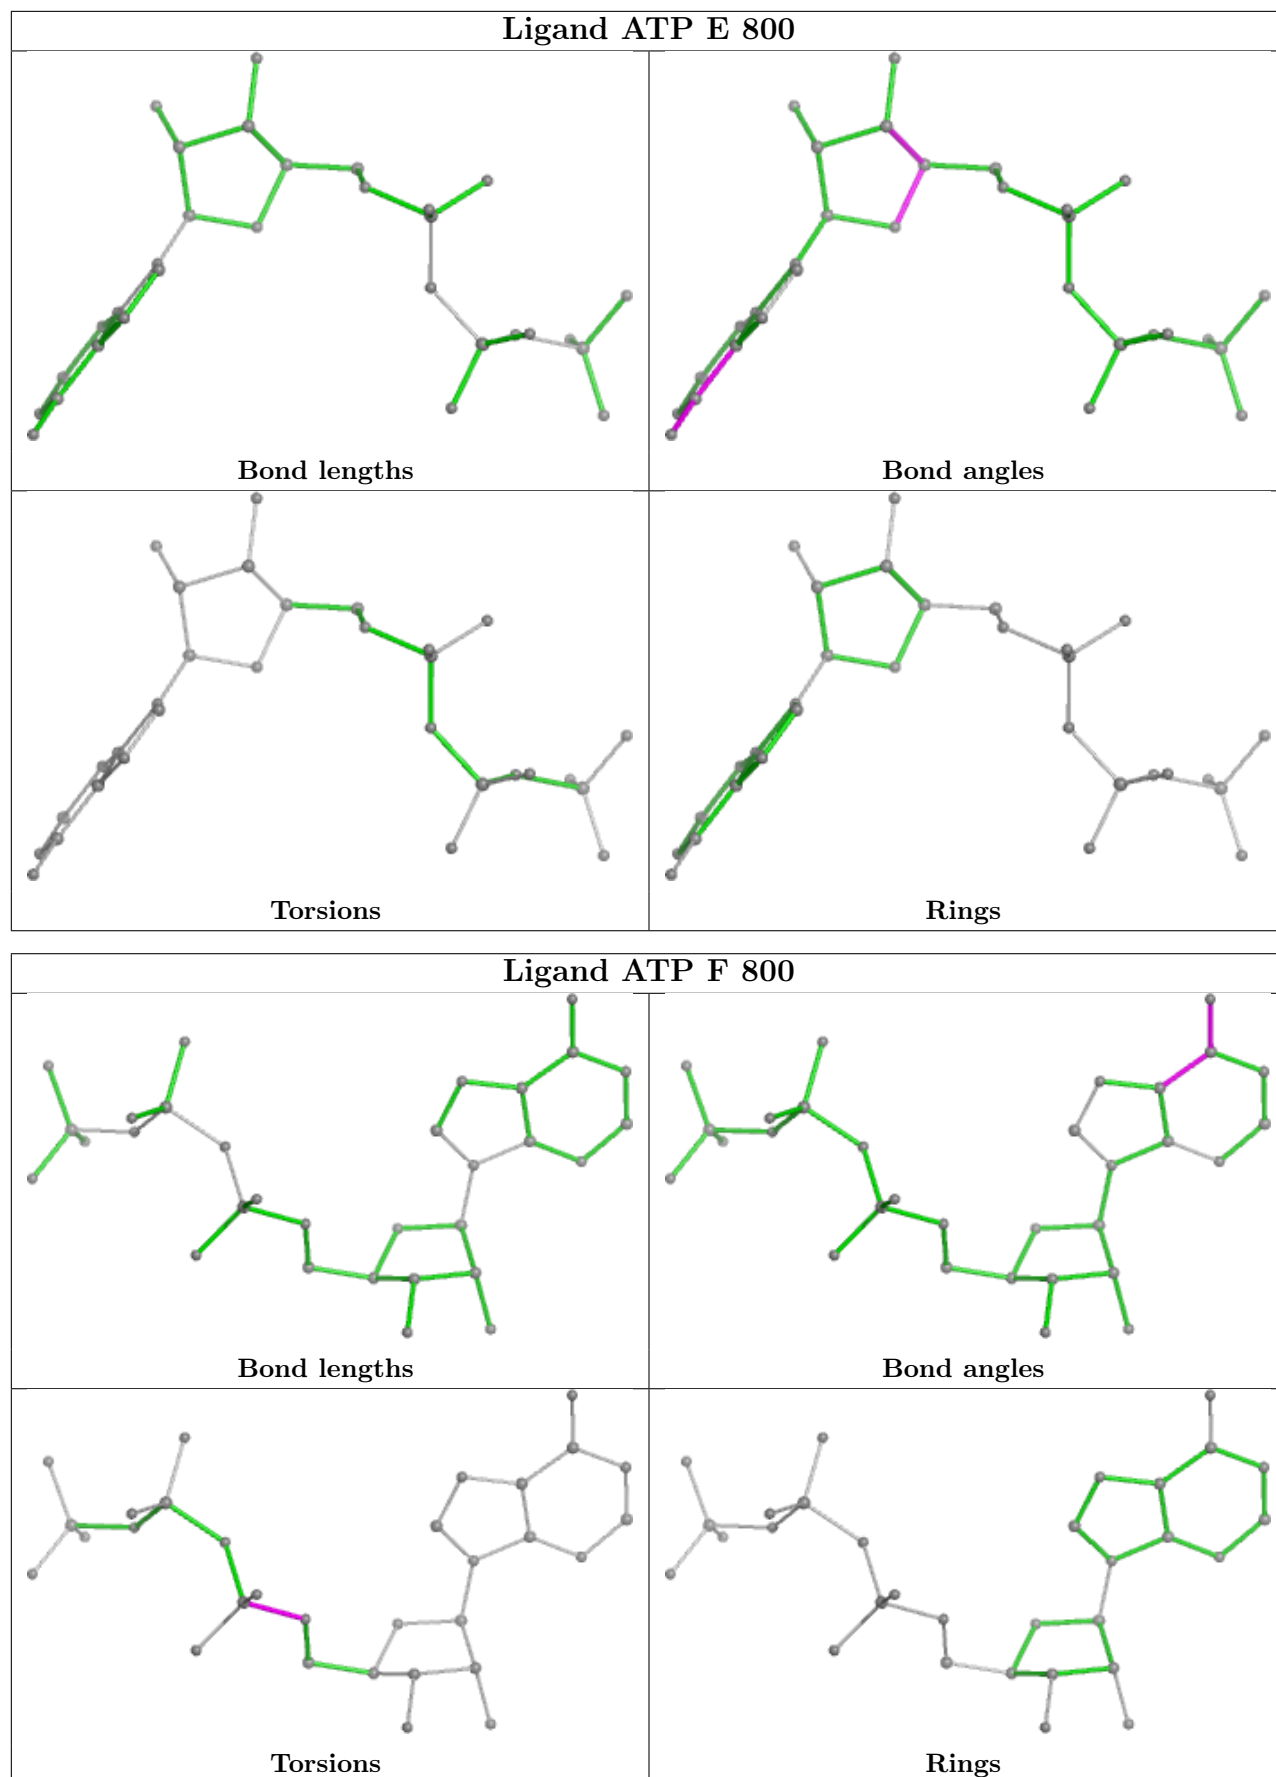 Ligand ATP E 800
Bond lengths
Bond angles
Torsions
Rings
Ligand ATP F 800
Bond lengths
Bond angles
Torsions
Rings